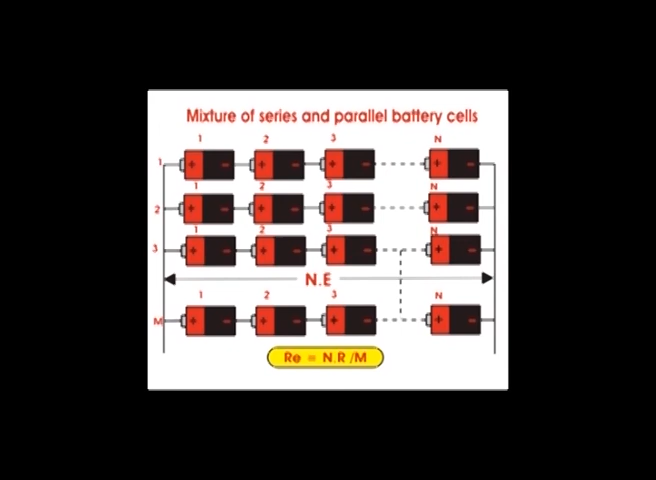 Mixture of series and parallel battery cells
1 2 3 N
1 + - + - + - + -
1 2 3 N
2 + - + - + - + -
1 2 3 N
3 + - + - + - + -
N.E
1 2 3 N
M + - + - + - + -
Re = N.R /M